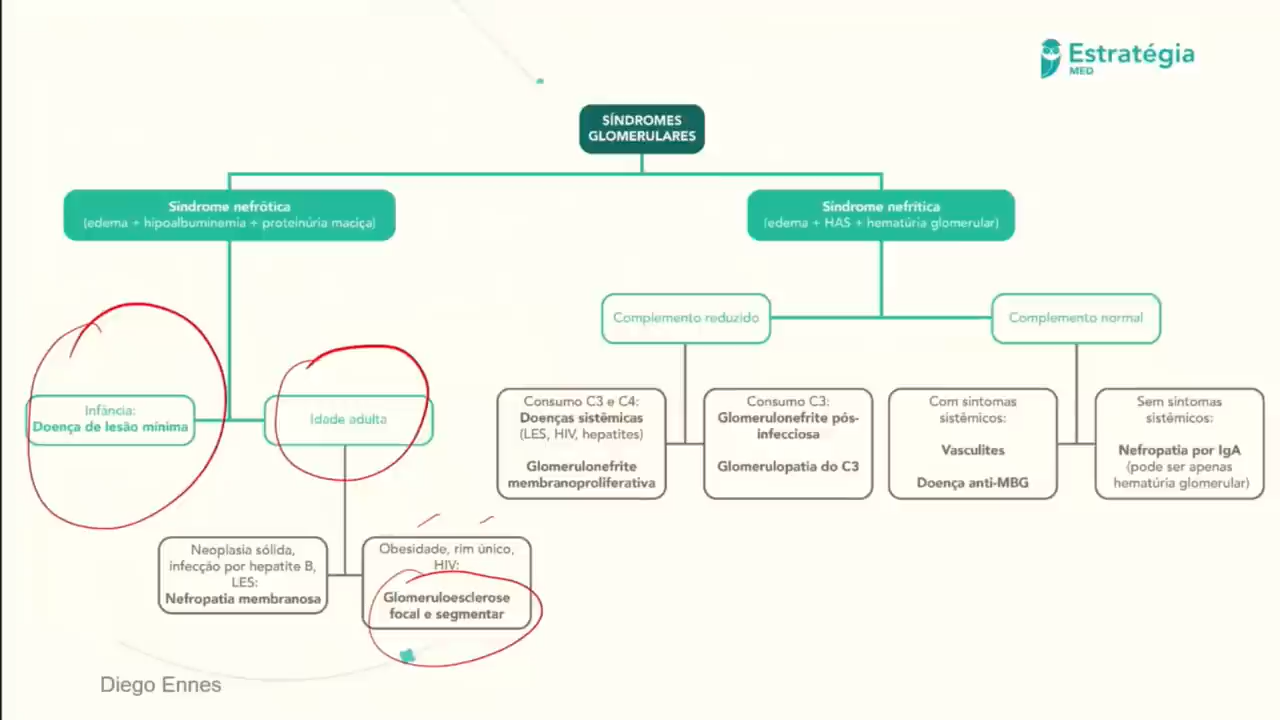 Estratégia
MED
SÍNDROMES
GLOMERULARES
Síndrome nefrótica
(edema + hipoalbuminemia + proteinúria maciça)
Síndrome nefrítica
(edema + HAS + hematúria glomerular)
Complemento reduzido
Complemento normal
Infância:
Doença de lesão mínima
Idade adulta
Consumo C3 e C4:
Doenças sistêmicas
(LES, HIV, hepatites)
Glomerulonefrite
membranoproliferativa
Consumo C3:
Glomerulonefrite pós-
infecciosa
Glomerulopatia do C3
Com sintomas
sistêmicos:
Vasculites
Doença anti-MBG
Sem sintomas
sistêmicos:
Nefropatia por IgA
(pode ser apenas
hematúria glomerular)
Neoplasia sólida,
infecção por hepatite B,
LES:
Nefropatia membranosa
Obesidade, rim único,
HIV:
Glomeruloesclerose
focal e segmentar
Diego Ennes